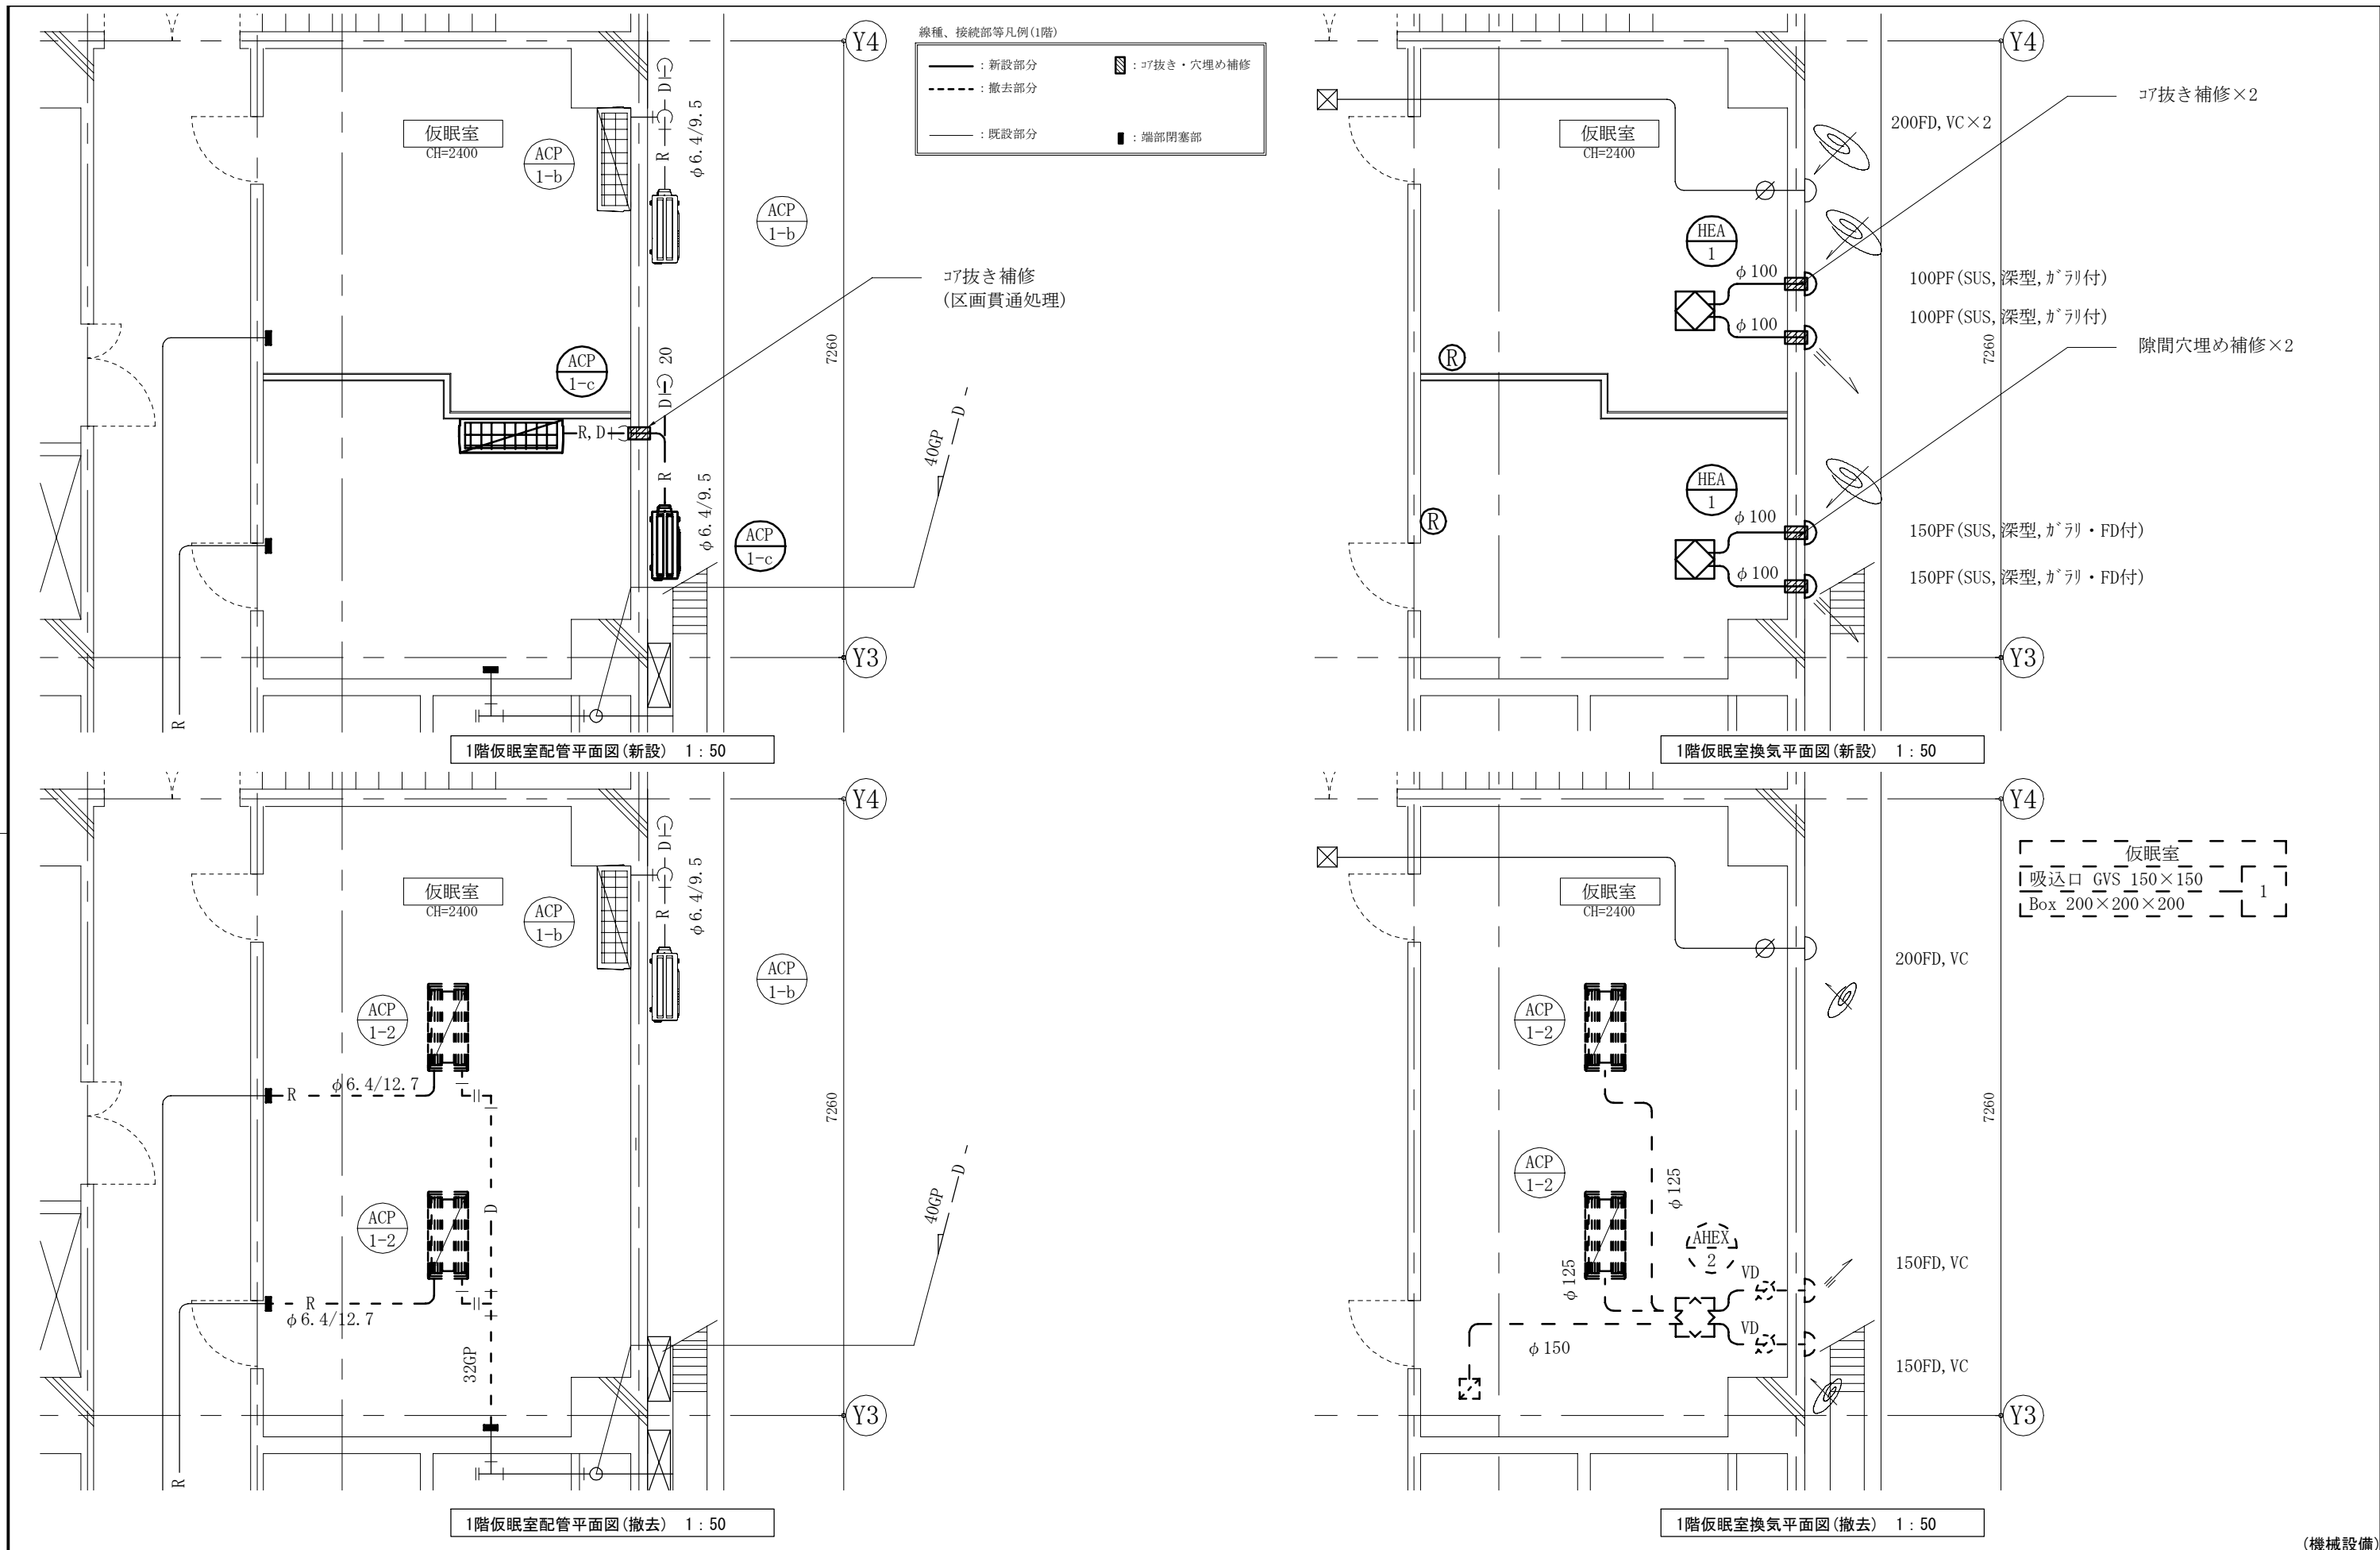 線種、接続部等凡例(1階)
: 新設部分
: 撤去部分
: 既設部分
: コア抜き・穴埋め補修
: 端部閉塞部
Y4
仮眠室
CH=2400
ACP
1-b
D
R
φ6.4/9.5
ACP
1-b
コア抜き補修
(区画貫通処理)
7260
ACP
1-c
20
D
R, D
R
φ6.4/9.5
ACP
1-c
40GP
D
Y3
R
1階仮眠室配管平面図(新設) 1:50
Y4
コア抜き補修×2
仮眠室
CH=2400
200FD, VC×2
HEA
1
φ100
φ100
100PF(SUS, 深型, ガラリ付)
100PF(SUS, 深型, ガラリ付)
隙間穴埋め補修×2
7260
R
R
HEA
1
φ100
φ100
150PF(SUS, 深型, ガラリ・FD付)
150PF(SUS, 深型, ガラリ・FD付)
Y3
1階仮眠室換気平面図(新設) 1:50
Y4
仮眠室
CH=2400
ACP
1-b
D
R
φ6.4/9.5
ACP
1-b
ACP
1-2
R
φ6.4/12.7
7260
D
ACP
1-2
R
φ6.4/12.7
32GP
40GP
D
Y3
R
1階仮眠室配管平面図(撤去) 1:50
Y4
仮眠室
CH=2400
仮眠室
吸込口 GVS 150×150
Box 200×200×200
1
200FD, VC
ACP
1-2
7260
ACP
1-2
φ125
φ125
AHEX
2
VD
VD
150FD, VC
150FD, VC
φ150
Y3
1階仮眠室換気平面図(撤去) 1:50
(機械設備)